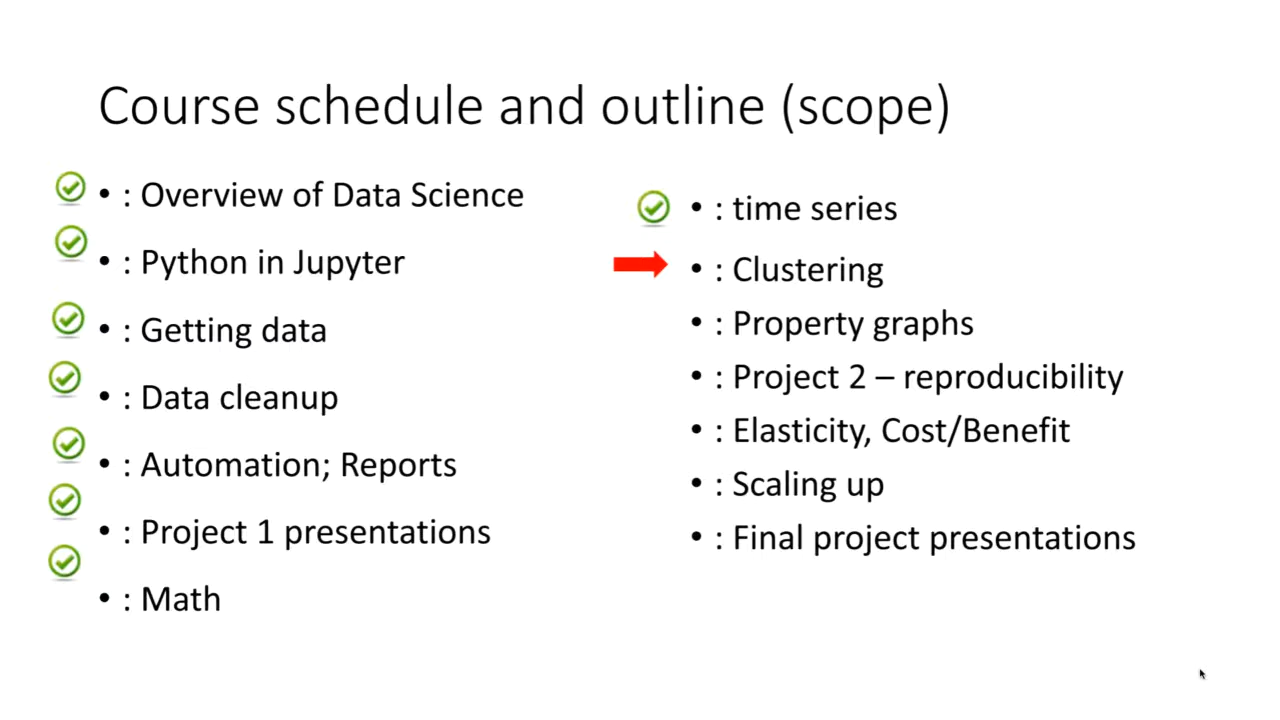 Course schedule and outline (scope)
• : Overview of Data Science
• : Python in Jupyter
• : Getting data
• : Data cleanup
• : Automation; Reports
• : Project 1 presentations
• : Math
• : time series
• : Clustering
• : Property graphs
• : Project 2 – reproducibility
• : Elasticity, Cost/Benefit
• : Scaling up
• : Final project presentations